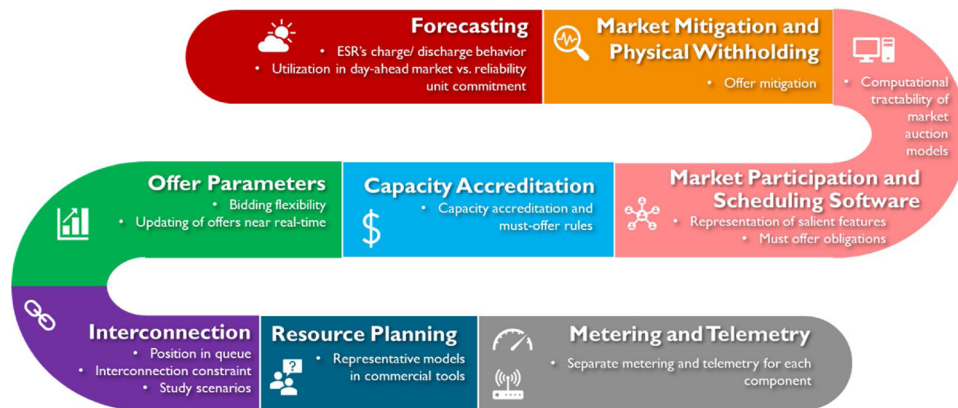 Forecasting
• ESR's charge/ discharge behavior
• Utilization in day-ahead market vs. reliability
unit commitment
Market Mitigation and
Physical Withholding
• Offer mitigation
• Computational
tractability of
market
auction
models
Market Participation and
Scheduling Software
• Representation of salient features
• Must offer obligations
Capacity Accreditation
• Capacity accreditation and
must-offer rules
$
Offer Parameters
• Bidding flexibility
• Updating of offers near real-time
Interconnection
• Position in queue
• Interconnection constraint
• Study scenarios
Resource Planning
?
• Representative models
in commercial tools
Metering and Telemetry
• Separate metering and telemetry for each
component